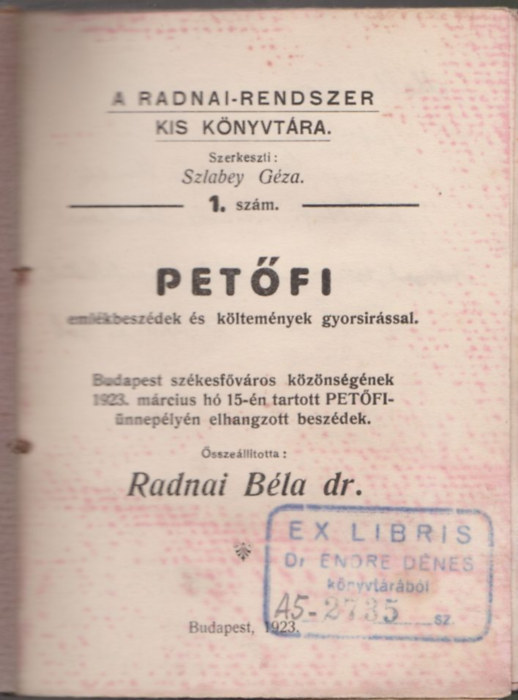 A RADNAI-RENDSZER
KIS KÖNYVTÁRA.
Szerkeszti:
Szlabey Géza.
1. szám.
PETŐFI
emlékbeszédek és költemények gyorsirással.
Budapest székesfőváros közönségének
1923. március hó 15-én tartott PETŐFI-
ünnepélyén elhangzott beszédek.
Összeállította:
Radnai Béla dr.
EX LIBRIS
Dr ENDRE DÉNES
könyvtárából
A5-2735 sz.
Budapest, 1923.